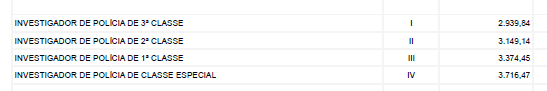 INVESTIGADOR DE POLÍCIA DE 3ª CLASSE I 2.939,84
INVESTIGADOR DE POLÍCIA DE 2ª CLASSE II 3.149,14
INVESTIGADOR DE POLÍCIA DE 1ª CLASSE III 3.374,45
INVESTIGADOR DE POLÍCIA DE CLASSE ESPECIAL IV 3.716,47